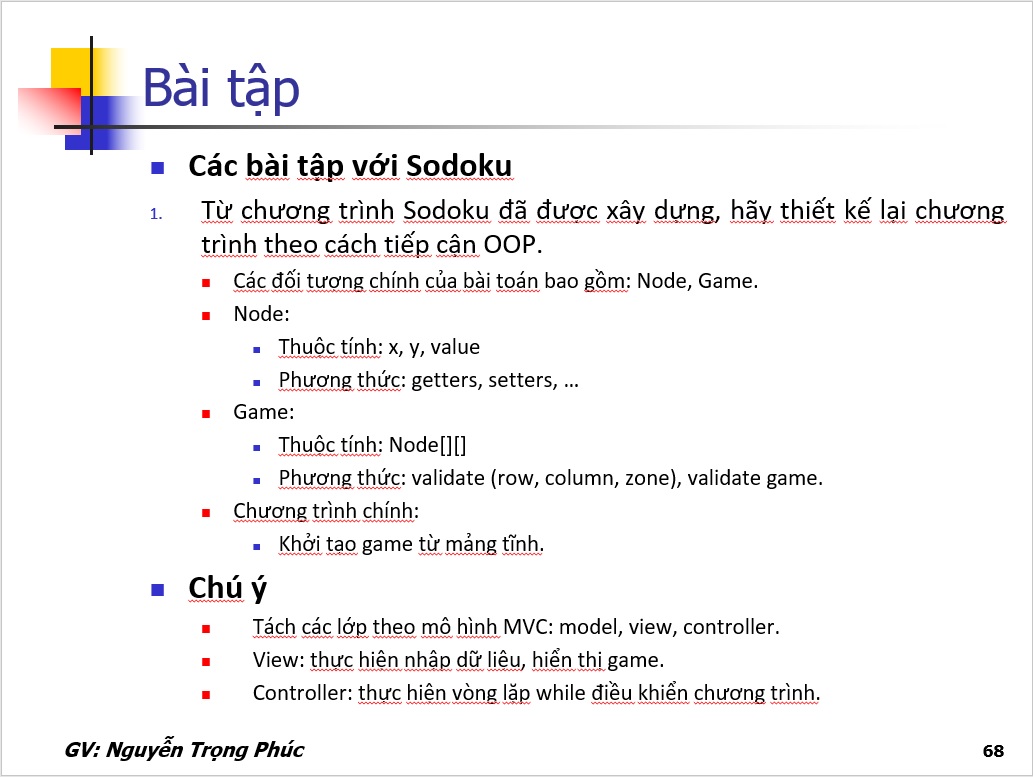 Bài tập
Các bài tập với Sodoku
1. Từ chương trình Sodoku đã được xây dựng, hãy thiết kế lại chương
trình theo cách tiếp cận OOP.
Các đối tượng chính của bài toán bao gồm: Node, Game.
Node:
Thuộc tính: x, y, value
Phương thức: getters, setters, ...
Game:
Thuộc tính: Node[][]
Phương thức: validate (row, column, zone), validate game.
Chương trình chính:
Khởi tạo game từ mảng tĩnh.
Chú ý
Tách các lớp theo mô hình MVC: model, view, controller.
View: thực hiện nhập dữ liêu, hiển thị game.
Controller: thực hiện vòng lặp while điều khiển chương trình.
GV: Nguyễn Trọng Phúc
68